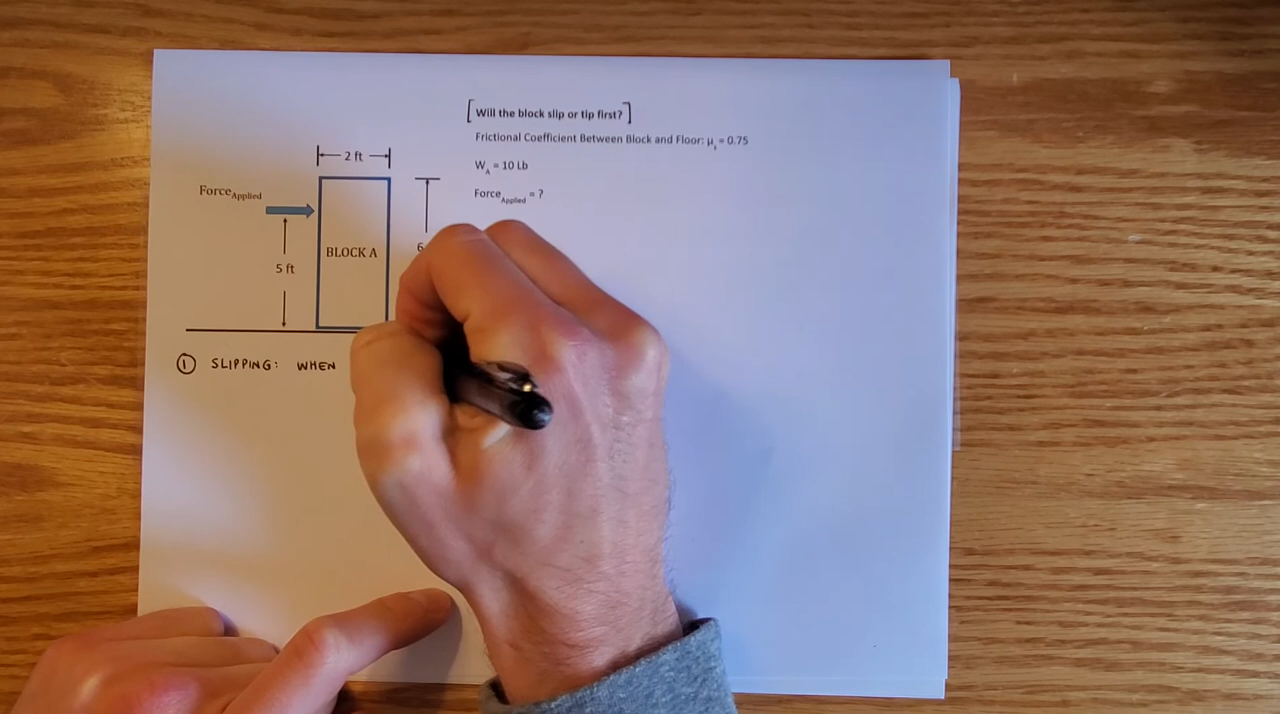 [Will the block slip or tip first?]
Frictional Coefficient Between Block and Floor: μs = 0.75
2 ft
WA = 10 Lb
ForceApplied
ForceApplied = ?
6
BLOCK A
5 ft
① SLIPPING: WHEN